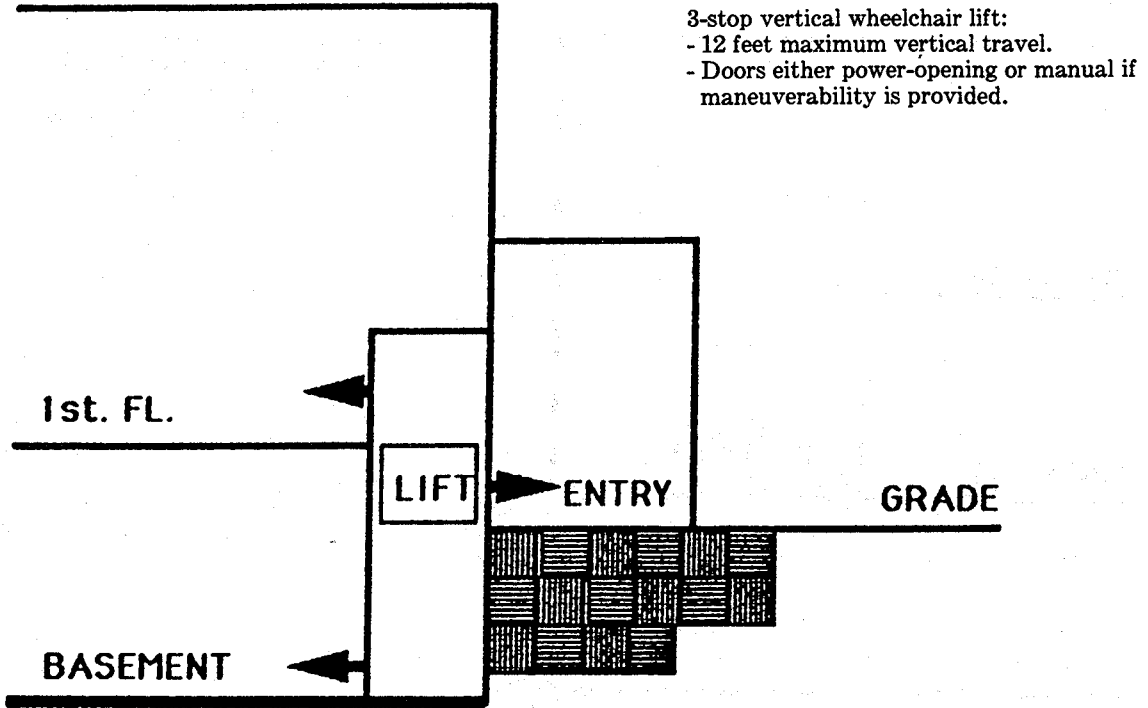 3-stop vertical wheelchair lift:
- 12 feet maximum vertical travel.
- Doors either power-opening or manual if
maneuverability is provided.
1st. FL.
LIFT
ENTRY
GRADE
BASEMENT